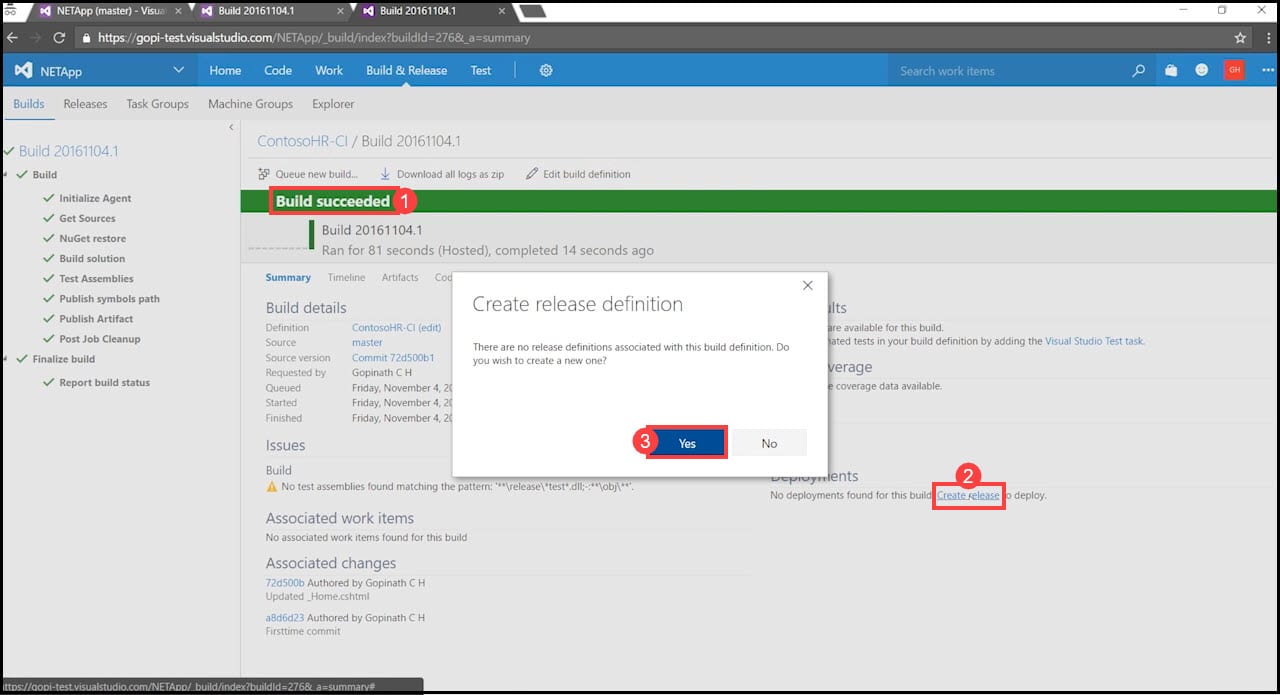 NETApp (master) - Visua
Build 20161104.1
Build 20161104.1
https://gopi-test.visualstudio.com/NETApp/_build/index?buildId=276&_a=summary
NETApp Home Code Work Build & Release Test Search work items GH
Builds Releases Task Groups Machine Groups Explorer
Build 20161104.1
Build
Initialize Agent
Get Sources
NuGet restore
Build solution
Test Assemblies
Publish symbols path
Publish Artifact
Post Job Cleanup
Finalize build
Report build status
ContosoHR-CI / Build 20161104.1
Queue new build... Download all logs as zip Edit build definition
Build succeeded 1
Build 20161104.1
Ran for 81 seconds (Hosted), completed 14 seconds ago
Summary Timeline Artifacts Cod
Build details
Definition ContosoHR-CI (edit)
Source master
Source version Commit 72d500b1
Requested by Gopinath C H
Queued Friday, November 4, 20
Started Friday, November 4, 20
Finished Friday, November 4, 20
Issues
Build
No test assemblies found matching the pattern: '**\release\*test*.dll;-:**\obj\**'.
Associated work items
No associated work items found for this build
Associated changes
72d500b Authored by Gopinath C H
Updated _Home.cshtml
a8d6d23 Authored by Gopinath C H
Firsttime commit
Create release definition
There are no release definitions associated with this build definition. Do
you wish to create a new one?
3 Yes No
ults
are available for this build.
ated tests in your build definition by adding the Visual Studio Test task.
verage
e coverage data available.
2
Deployments
No deployments found for this build Create release to deploy.
https://gopi-test.visualstudio.com/NETApp/_build/index?buildId=276&_a=summary#